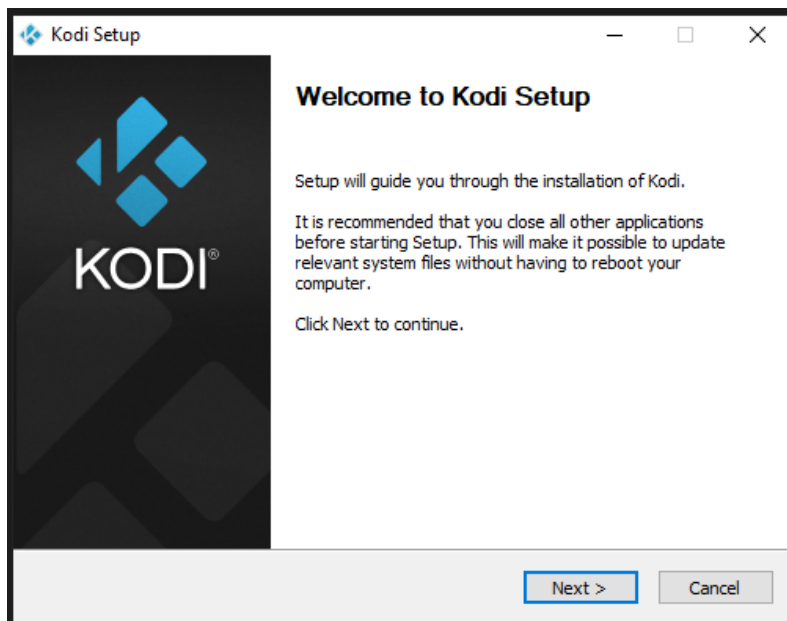 Kodi Setup
Welcome to Kodi Setup
Setup will guide you through the installation of Kodi.
It is recommended that you close all other applications
before starting Setup. This will make it possible to update
relevant system files without having to reboot your
computer.
Click Next to continue.
KODI®
Next >
Cancel